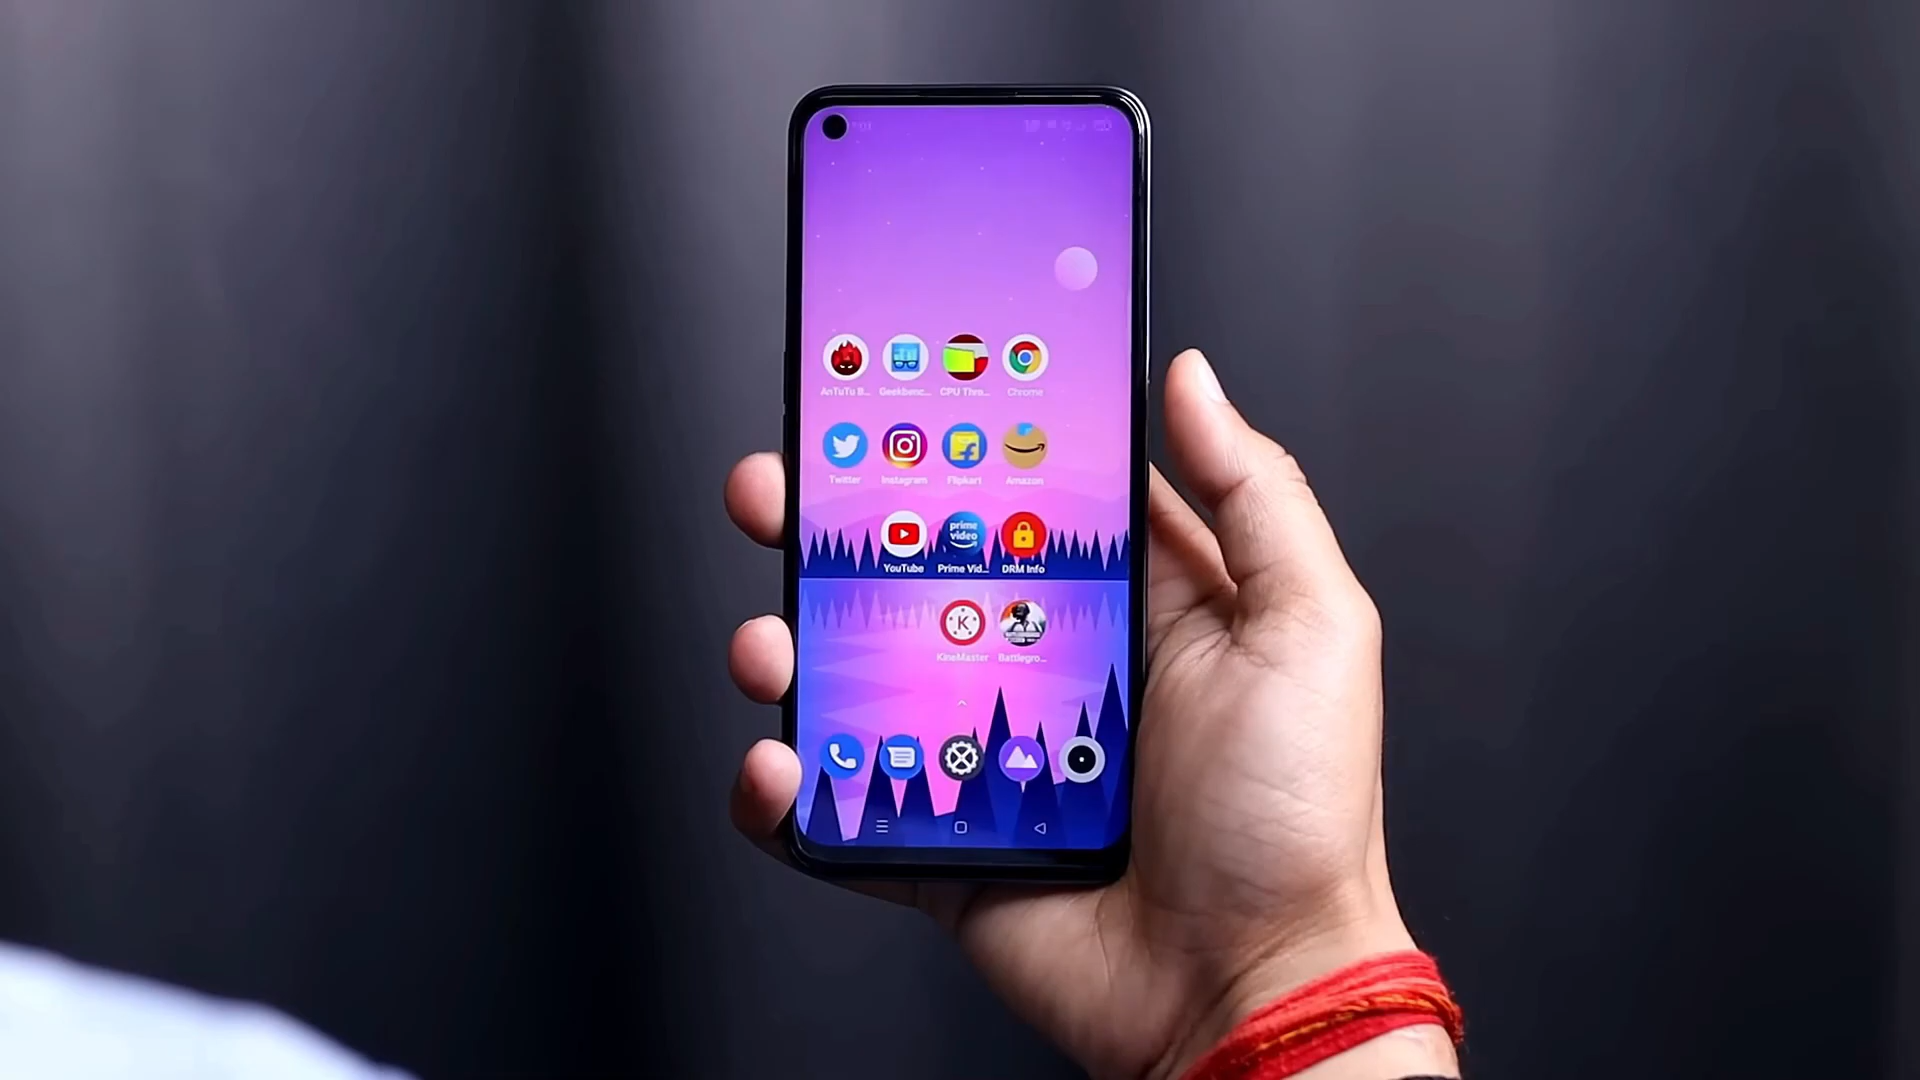 AnTuTu B... Geekbenc... CPU Thro... Chrome
Twitter Instagram Flipkart Amazon
prime
video
YouTube Prime Vid... DRM Info
K
KineMaster Battlegro...